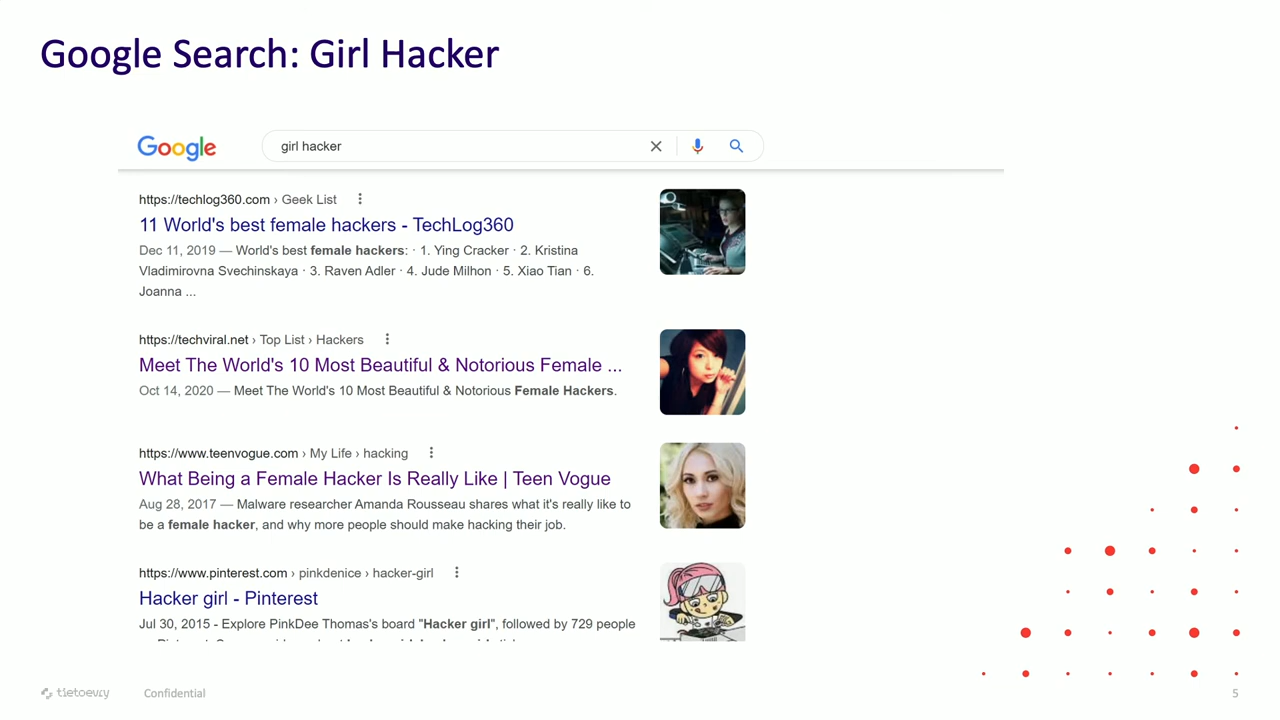 Google Search: Girl Hacker
Google
girl hacker
https://techlog360.com › Geek List
11 World's best female hackers - TechLog360
Dec 11, 2019 — World's best female hackers: · 1. Ying Cracker · 2. Kristina
Vladimirovna Svechinskaya · 3. Raven Adler · 4. Jude Milhon · 5. Xiao Tian · 6.
Joanna ...
https://techviral.net › Top List › Hackers
Meet The World's 10 Most Beautiful & Notorious Female ...
Oct 14, 2020 — Meet The World's 10 Most Beautiful & Notorious Female Hackers.
https://www.teenvogue.com › My Life › hacking
What Being a Female Hacker Is Really Like | Teen Vogue
Aug 28, 2017 — Malware researcher Amanda Rousseau shares what it's really like to
be a female hacker, and why more people should make hacking their job.
https://www.pinterest.com › pinkdenice › hacker-girl
Hacker girl - Pinterest
Jul 30, 2015 - Explore PinkDee Thomas's board "Hacker girl", followed by 729 people
tietoevry
Confidential
5